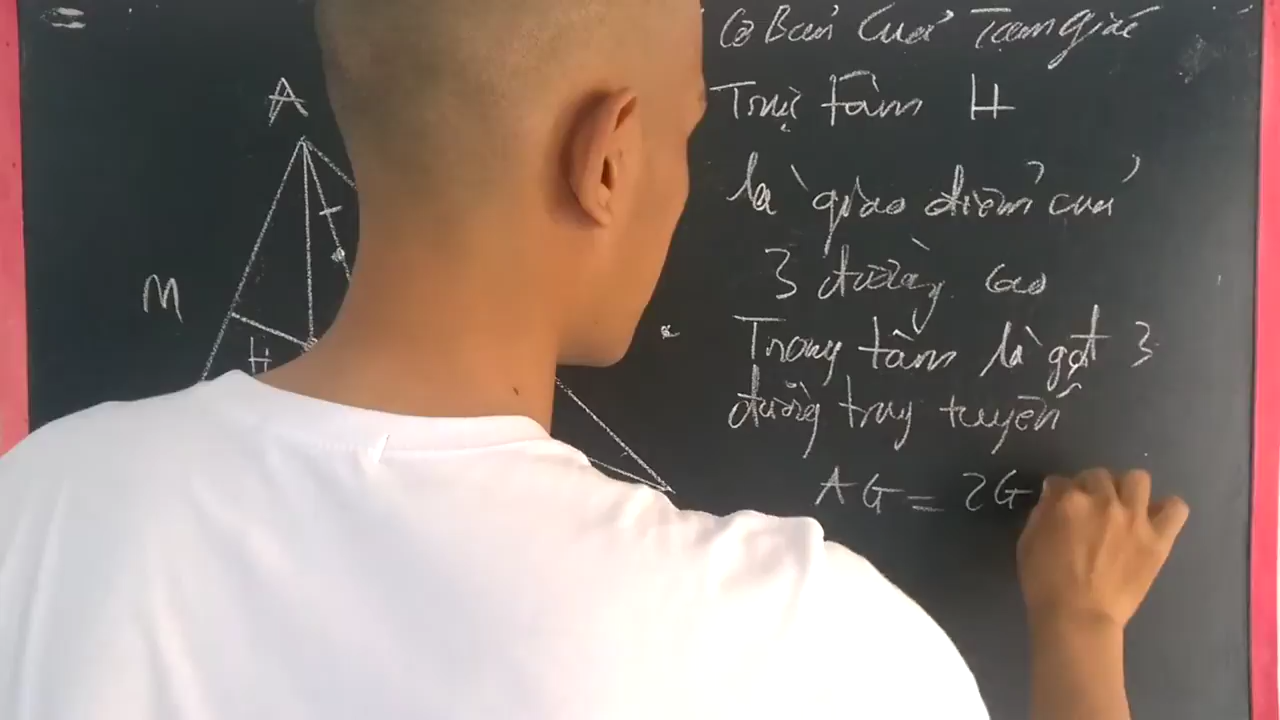 Cơ Bản Của Tam giác
Trực tâm H
là giao điểm của
3 đường cao
Trọng tâm là gđ 3
đường trung tuyến
AG = 2G
A
M
H